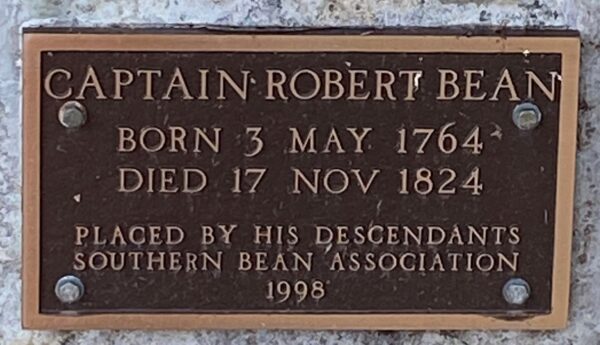 CAPTAIN ROBERT BEAN
BORN 3 MAY 1764
DIED 17 NOV 1824
PLACED BY HIS DESCENDANTS
SOUTHERN BEAN ASSOCIATION
1998